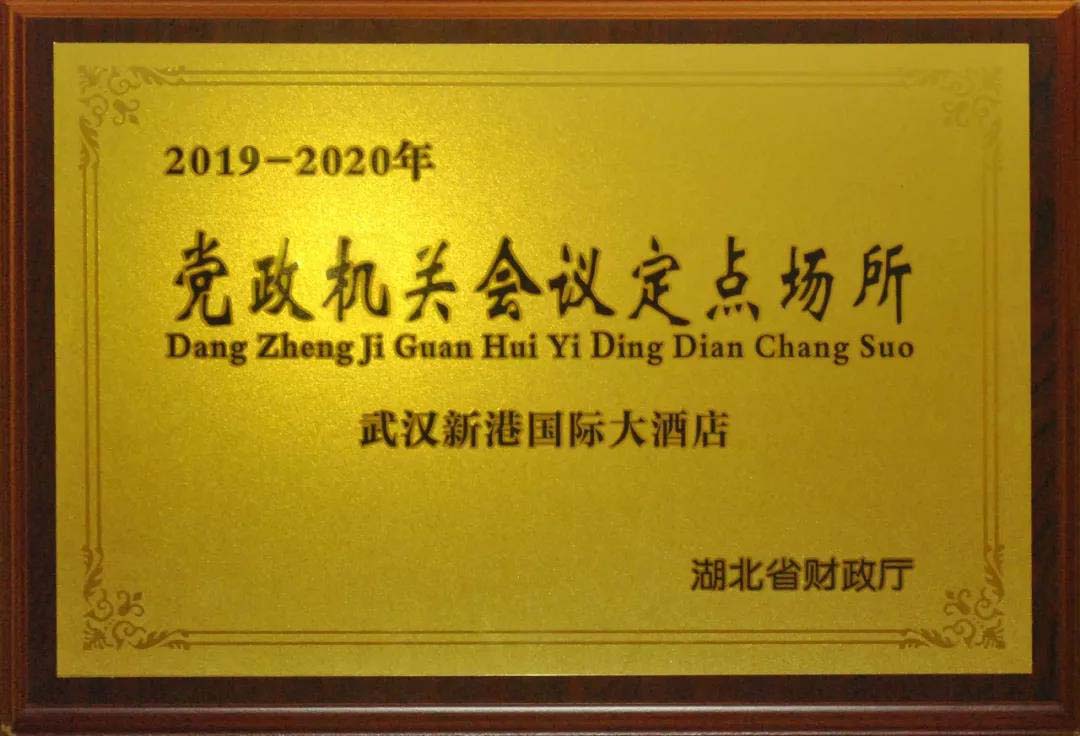 2019-2020年
党政机关会议定点场所
Dang Zheng Ji Guan Hui Yi Ding Dian Chang Suo
武汉新港国际大酒店
湖北省财政厅